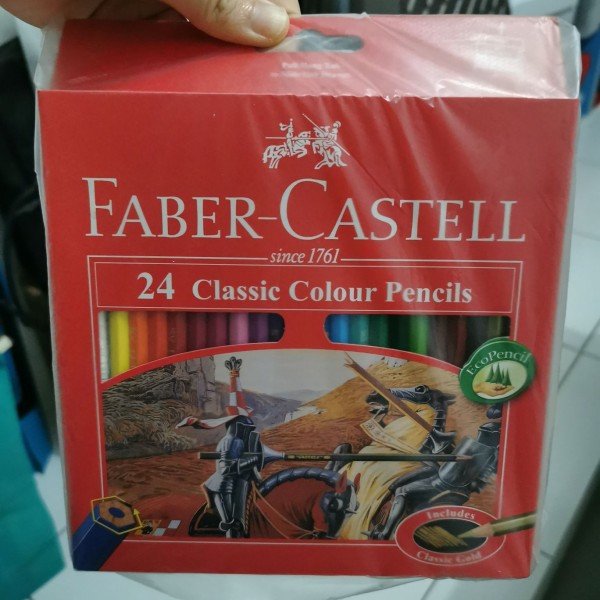 FABER-CASTELL
since 1761
24 Classic Colour Pencils
EcoPencil
Includes
Classic Gold